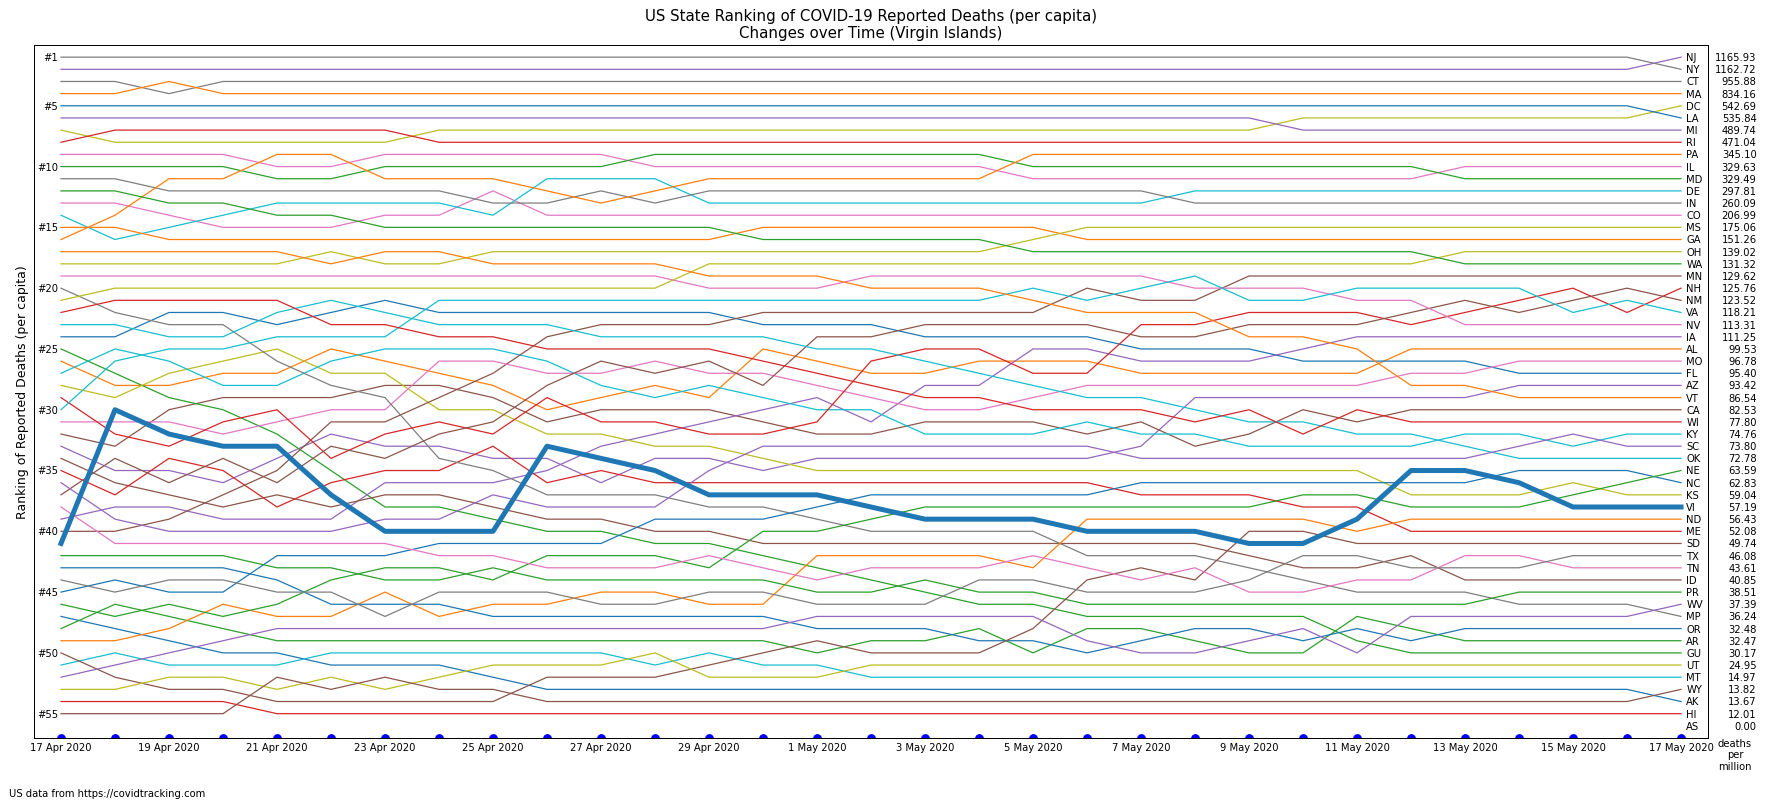 US State Ranking of COVID-19 Reported Deaths (per capita)
Changes over Time (Virgin Islands)
Ranking of Reported Deaths (per capita)
#1
#5
#10
#15
#20
#25
#30
#35
#40
#45
#50
#55
NJ 1165.93
NY 1162.72
CT 955.88
MA 834.16
DC 542.69
LA 535.84
MI 489.74
RI 471.04
PA 345.10
IL 329.63
MD 329.49
DE 297.81
IN 260.09
CO 206.99
MS 175.06
GA 151.26
OH 139.02
WA 131.32
MN 129.62
NH 125.76
NM 123.52
VA 118.21
NV 113.31
IA 111.25
AL 99.53
MO 96.78
FL 95.40
AZ 93.42
VT 86.54
CA 82.53
WI 77.80
KY 74.76
SC 73.80
OK 72.78
NE 63.59
NC 62.83
KS 59.04
VI 57.19
ND 56.43
ME 52.08
SD 49.74
TX 46.08
TN 43.61
ID 40.85
PR 38.51
WV 37.39
MP 36.24
OR 32.48
AR 32.47
GU 30.17
UT 24.95
MT 14.97
WY 13.82
AK 13.67
HI 12.01
AS 0.00
17 Apr 2020 19 Apr 2020 21 Apr 2020 23 Apr 2020 25 Apr 2020 27 Apr 2020 29 Apr 2020 1 May 2020 3 May 2020 5 May 2020 7 May 2020 9 May 2020 11 May 2020 13 May 2020 15 May 2020 17 May 2020
deaths
per
million
US data from https://covidtracking.com